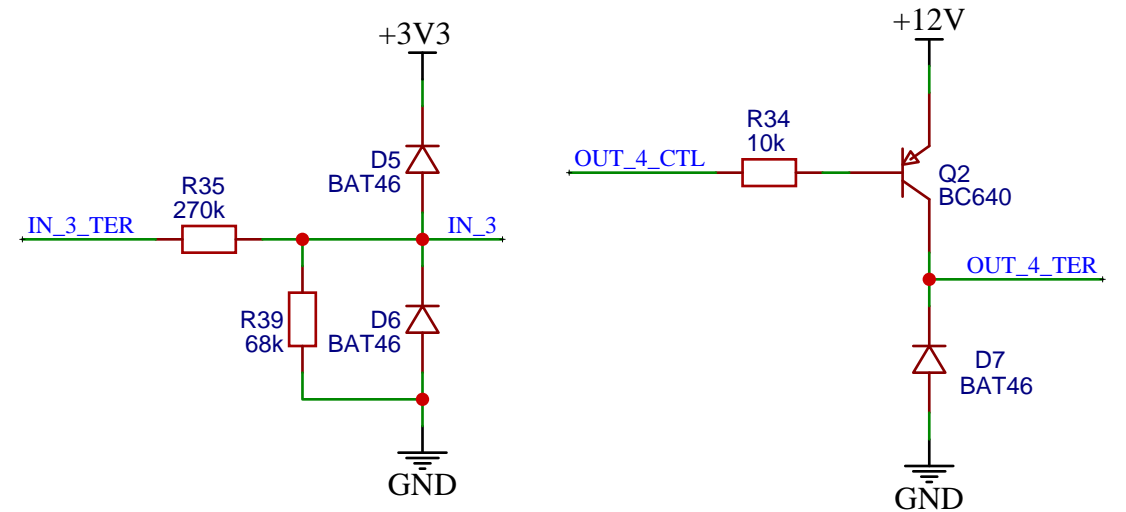 +3V3
D5
BAT46
R35
270k
IN_3_TER
IN_3
R39
68k
D6
BAT46
GND
+12V
R34
10k
OUT_4_CTL
Q2
BC640
OUT_4_TER
D7
BAT46
GND